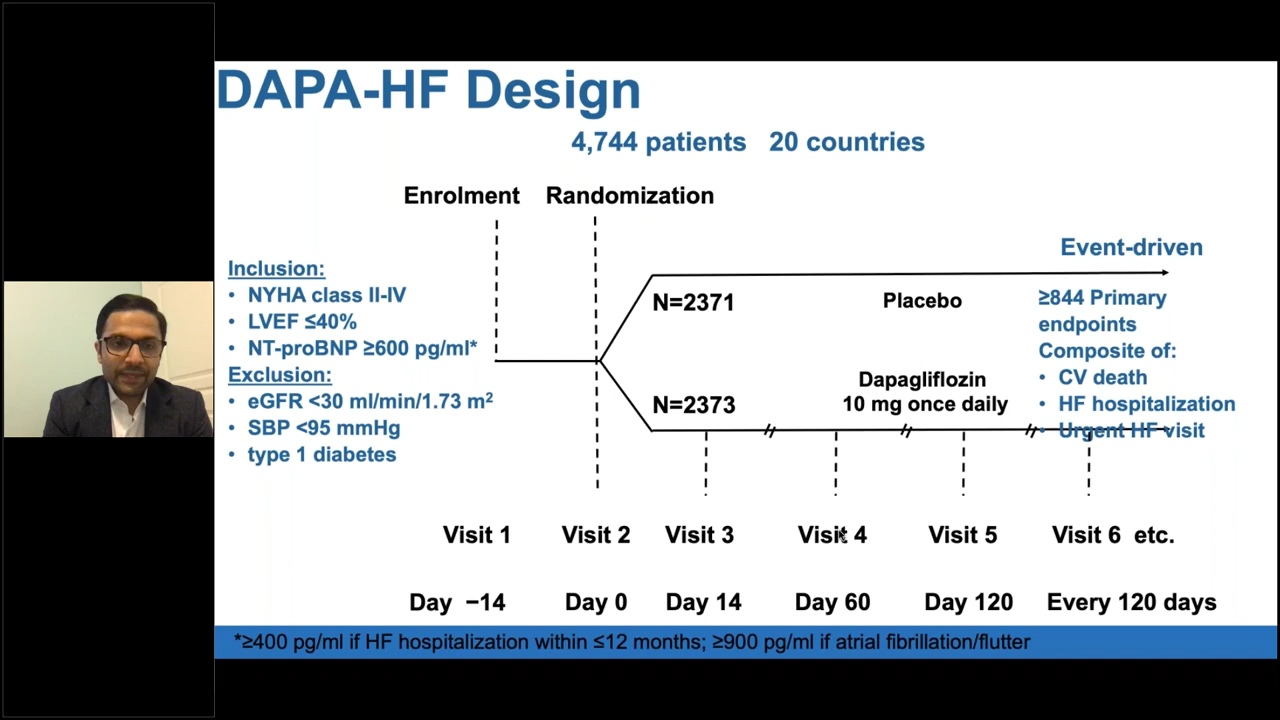 DAPA-HF Design
4,744 patients 20 countries
Enrolment Randomization
Event-driven
Inclusion:
• NYHA class II-IV
• LVEF ≤40%
• NT-proBNP ≥600 pg/ml*
Exclusion:
• eGFR <30 ml/min/1.73 m²
• SBP <95 mmHg
• type 1 diabetes
N=2371
Placebo
N=2373
Dapagliflozin
10 mg once daily
≥844 Primary
endpoints
Composite of:
• CV death
• HF hospitalization
• Urgent HF visit
Visit 1 Visit 2 Visit 3 Visit 4 Visit 5 Visit 6 etc.
Day −14 Day 0 Day 14 Day 60 Day 120 Every 120 days
*≥400 pg/ml if HF hospitalization within ≤12 months; ≥900 pg/ml if atrial fibrillation/flutter